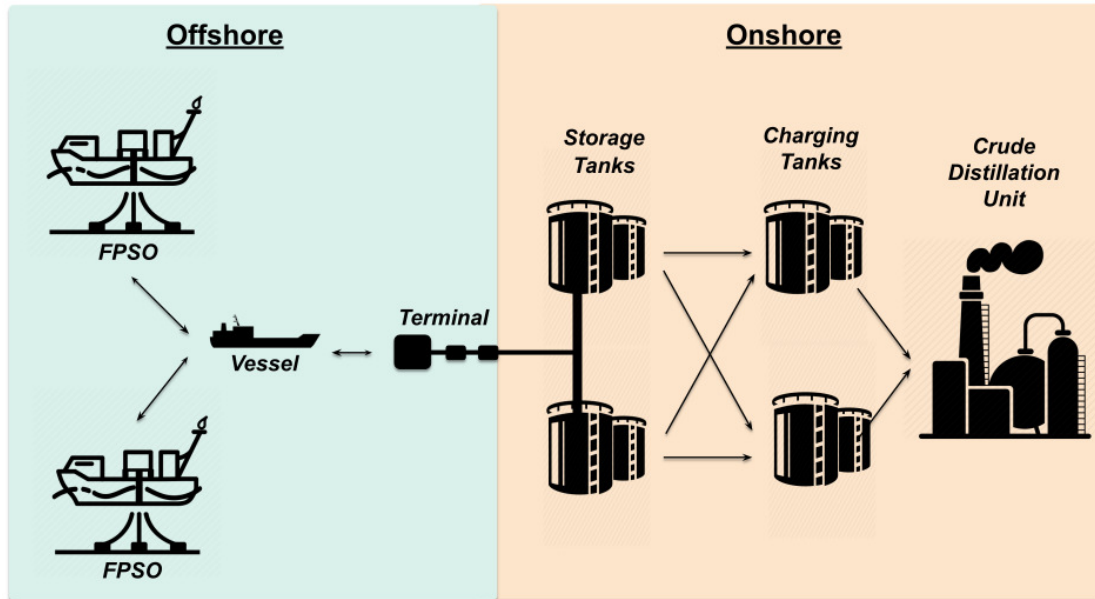 Offshore
Onshore
FPSO
Vessel
FPSO
Terminal
Storage
Tanks
Charging
Tanks
Crude
Distillation
Unit